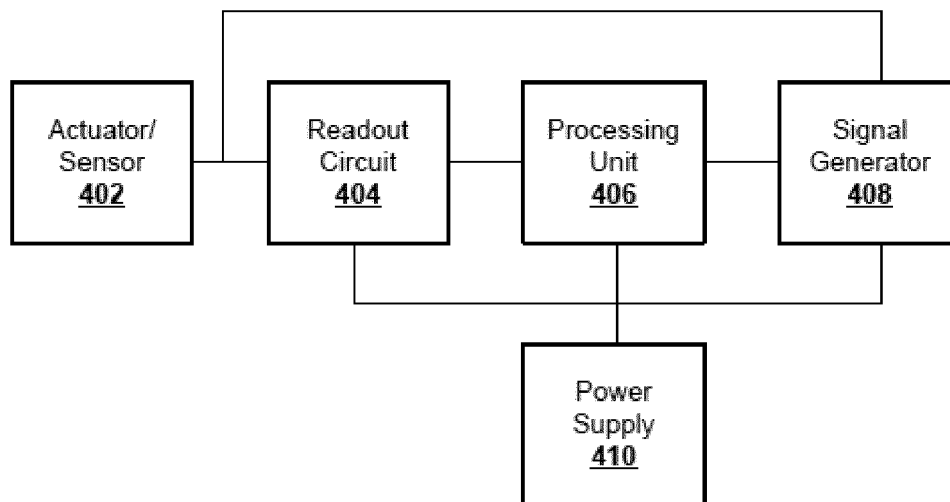 Actuator/
Sensor
402
Readout
Circuit
404
Processing
Unit
406
Signal
Generator
408
Power
Supply
410